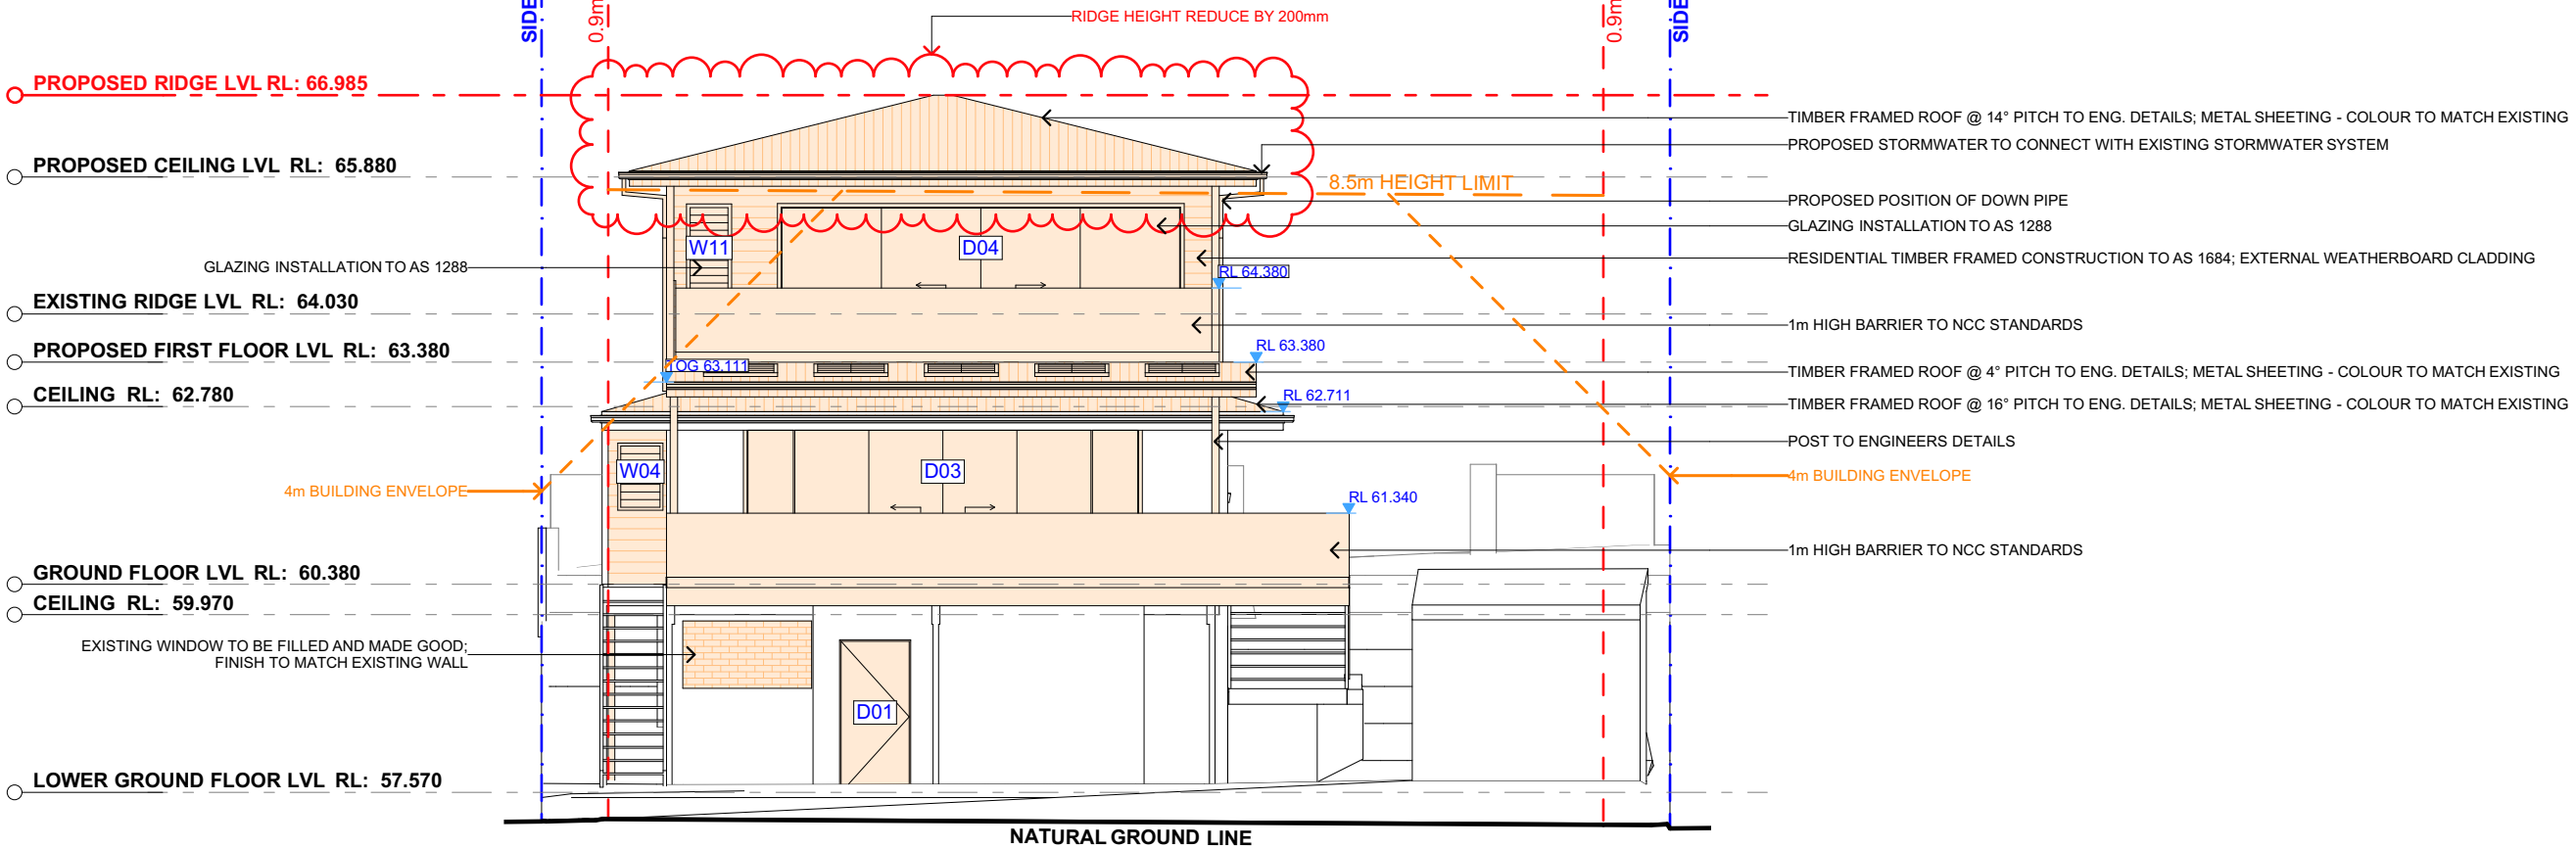 SIDE
0.9m
RIDGE HEIGHT REDUCE BY 200mm
0.9m
SIDE
PROPOSED RIDGE LVL RL: 66.985
TIMBER FRAMED ROOF @ 14° PITCH TO ENG. DETAILS; METAL SHEETING - COLOUR TO MATCH EXISTING
PROPOSED STORMWATER TO CONNECT WITH EXISTING STORMWATER SYSTEM
PROPOSED CEILING LVL RL: 65.880
8.5m HEIGHT LIMIT
PROPOSED POSITION OF DOWN PIPE
GLAZING INSTALLATION TO AS 1288
W11
D04
RESIDENTIAL TIMBER FRAMED CONSTRUCTION TO AS 1684; EXTERNAL WEATHERBOARD CLADDING
GLAZING INSTALLATION TO AS 1288
RL 64.380
EXISTING RIDGE LVL RL: 64.030
1m HIGH BARRIER TO NCC STANDARDS
PROPOSED FIRST FLOOR LVL RL: 63.380
RL 63.380
TOG 63.111
TIMBER FRAMED ROOF @ 4° PITCH TO ENG. DETAILS; METAL SHEETING - COLOUR TO MATCH EXISTING
CEILING RL: 62.780
RL 62.711
TIMBER FRAMED ROOF @ 16° PITCH TO ENG. DETAILS; METAL SHEETING - COLOUR TO MATCH EXISTING
POST TO ENGINEERS DETAILS
W04
D03
4m BUILDING ENVELOPE
4m BUILDING ENVELOPE
RL 61.340
1m HIGH BARRIER TO NCC STANDARDS
GROUND FLOOR LVL RL: 60.380
CEILING RL: 59.970
EXISTING WINDOW TO BE FILLED AND MADE GOOD;
FINISH TO MATCH EXISTING WALL
D01
LOWER GROUND FLOOR LVL RL: 57.570
NATURAL GROUND LINE